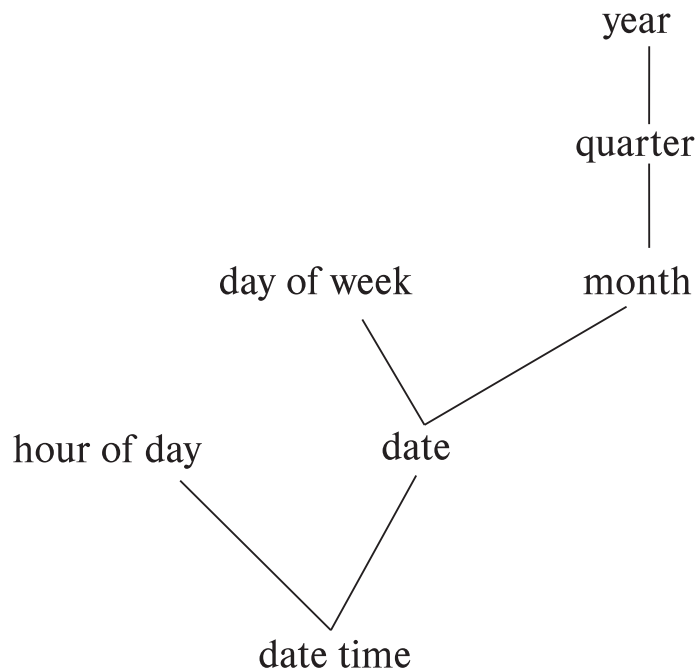 year
quarter
day of week
month
hour of day
date
date time